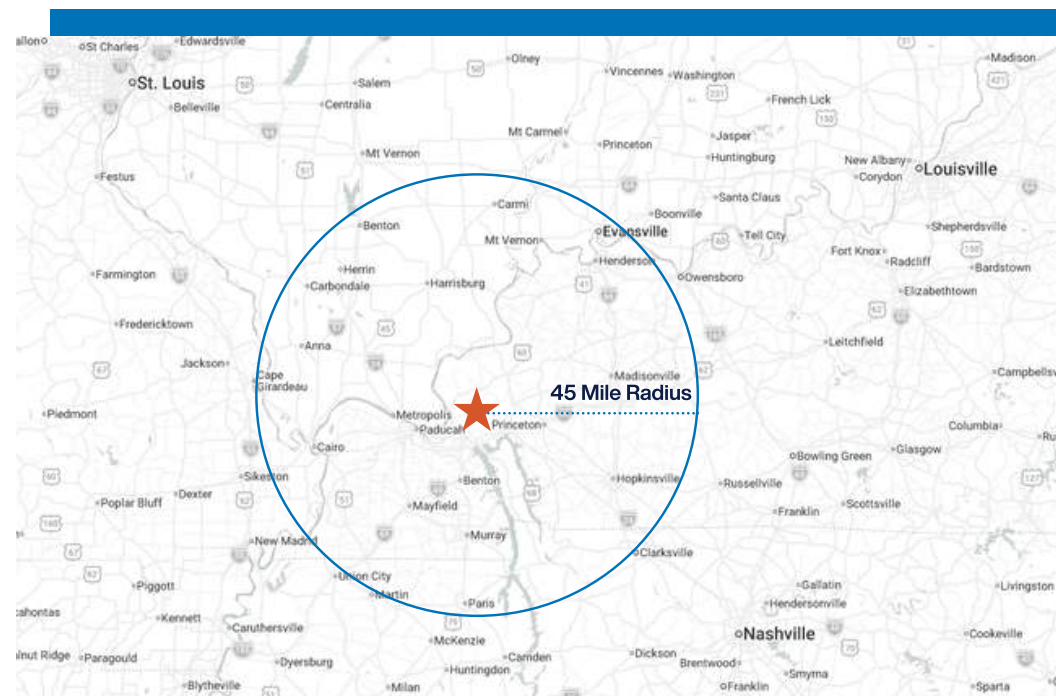 St Charles
Edwardsville
Olney
Madison
Vincennes
Washington
St. Louis
Salem
Belleville
Centralia
French Lick
Mt Carmel
Jasper
Princeton
Mt Vernon
Huntingburg
New Albany
Louisville
Festus
Corydon
Santa Claus
Carmi
Boonville
Benton
Evansville
Tell City
Shepherdsville
Mt Vernon
Fort Knox
Henderson
Radcliff
Bardstown
Farmington
Herrin
Owensboro
Carbondale
Harrisburg
Elizabethtown
Fredericktown
Anna
Leitchfield
Jackson
Cape
Girardeau
Madisonville
Campbellsv
45 Mile Radius
Piedmont
Metropolis
Paducah
Princeton
Columbia
Cairo
Glasgow
Bowling Green
Sikeston
Benton
Hopkinsville
Russellville
Dexter
Poplar Bluff
Mayfield
Scottsville
Franklin
New Madrid
Murray
Clarksville
Union City
Piggott
Martin
Gallatin
Livingston
Paris
Hendersonville
Kennett
Caruthersville
Nashville
Cookeville
McKenzie
Dickson
Paragould
Dyersburg
Camden
Brentwood
Huntingdon
Smyrna
Blytheville
Milan
Franklin
Sparta